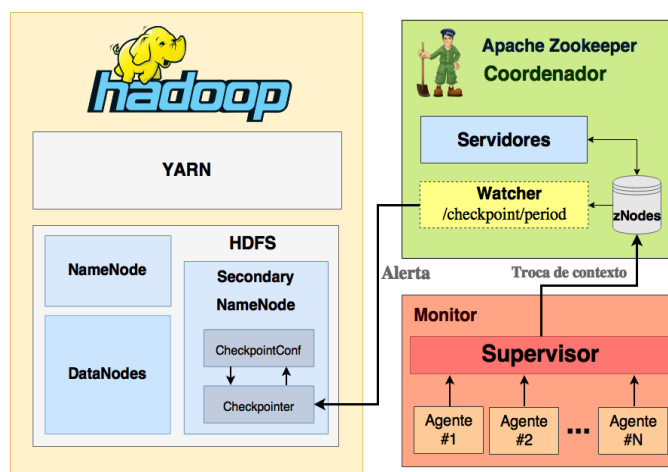 hadoop
YARN
HDFS
NameNode
DataNodes
Secondary
NameNode
CheckpointConf
Checkpointer
Apache Zookeeper
Coordenador
Servidores
Watcher
/checkpoint/period
zNodes
Alerta
Troca de contexto
Monitor
Supervisor
Agente
#1
Agente
#2
...
Agente
#N